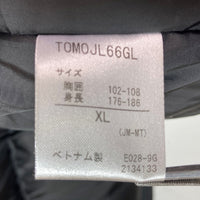 TOMOJL66GL
サイズ
胸囲 102-108
身長 176-186
XL
(JM-MT)
ベトナム製 E028-9G
2134133